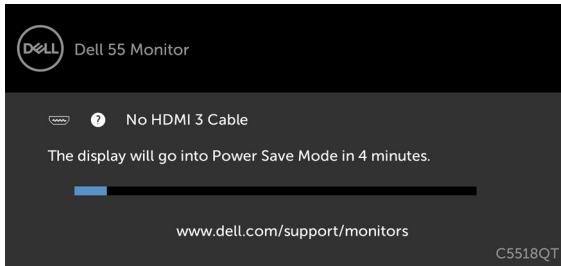 DELL
Dell 55 Monitor
? No HDMI 3 Cable
The display will go into Power Save Mode in 4 minutes.
www.dell.com/support/monitors
C5518QT